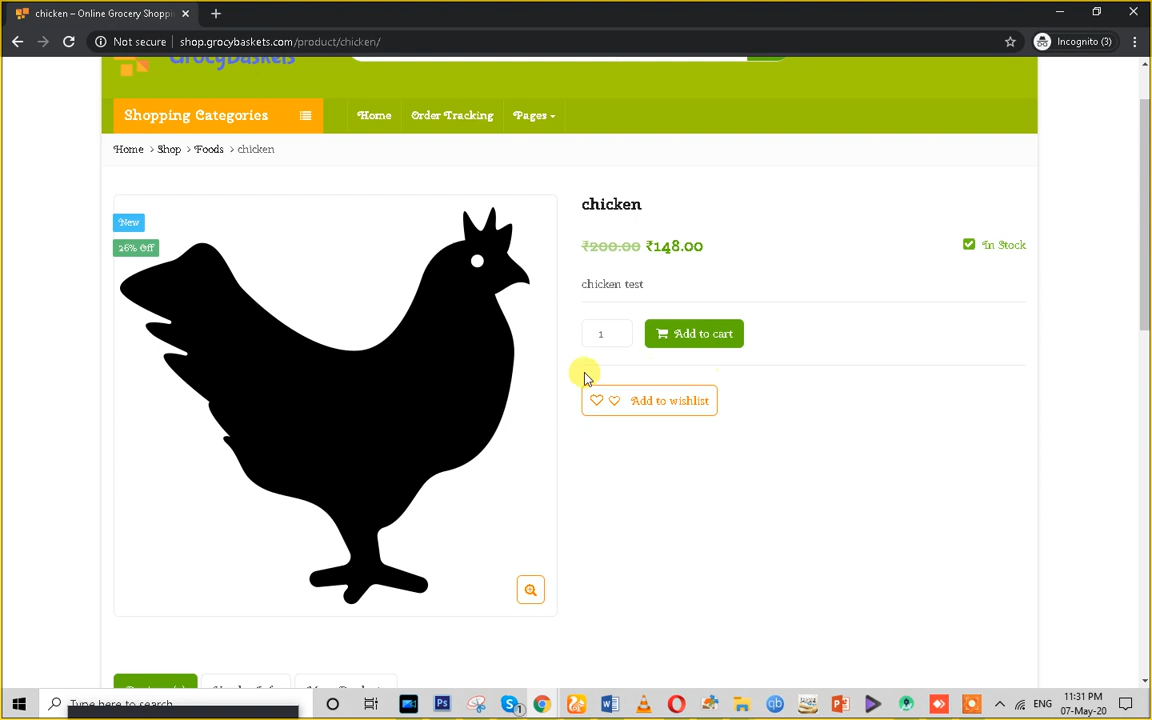 chicken – Online Grocery Shoppi
Not secure
shop.grocybaskets.com/product/chicken/
Incognito (3)
GrocyBaskets
Shopping Categories
Home
Order Tracking
Pages
Home > Shop > Foods > chicken
New
26% Off
chicken
₹200.00 ₹148.00
In Stock
chicken test
1
Add to cart
Add to wishlist
Type here to search
ENG
11:31 PM
07-May-20